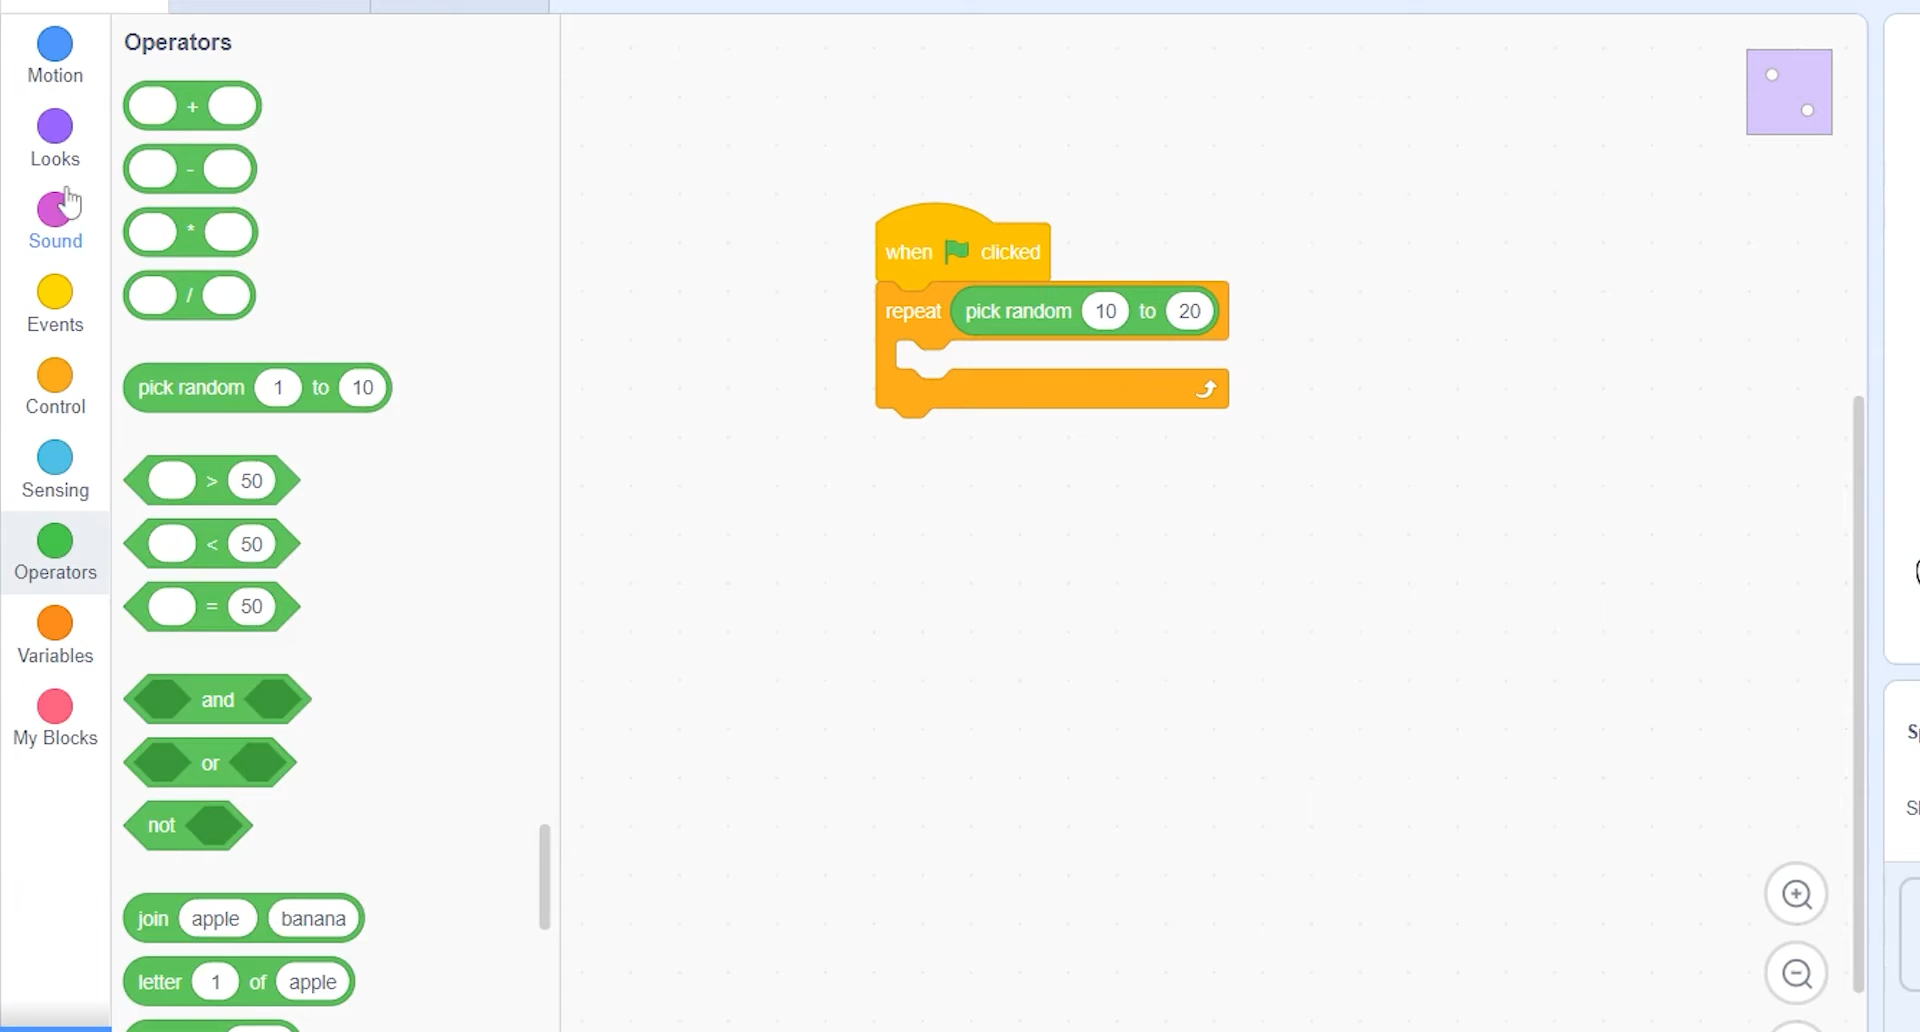 Motion
Looks
Sound
Events
Control
Sensing
Operators
Variables
My Blocks
Operators
+
-
*
/
pick random 1 to 10
> 50
< 50
= 50
and
or
not
join apple banana
letter 1 of apple
when clicked
repeat pick random 10 to 20